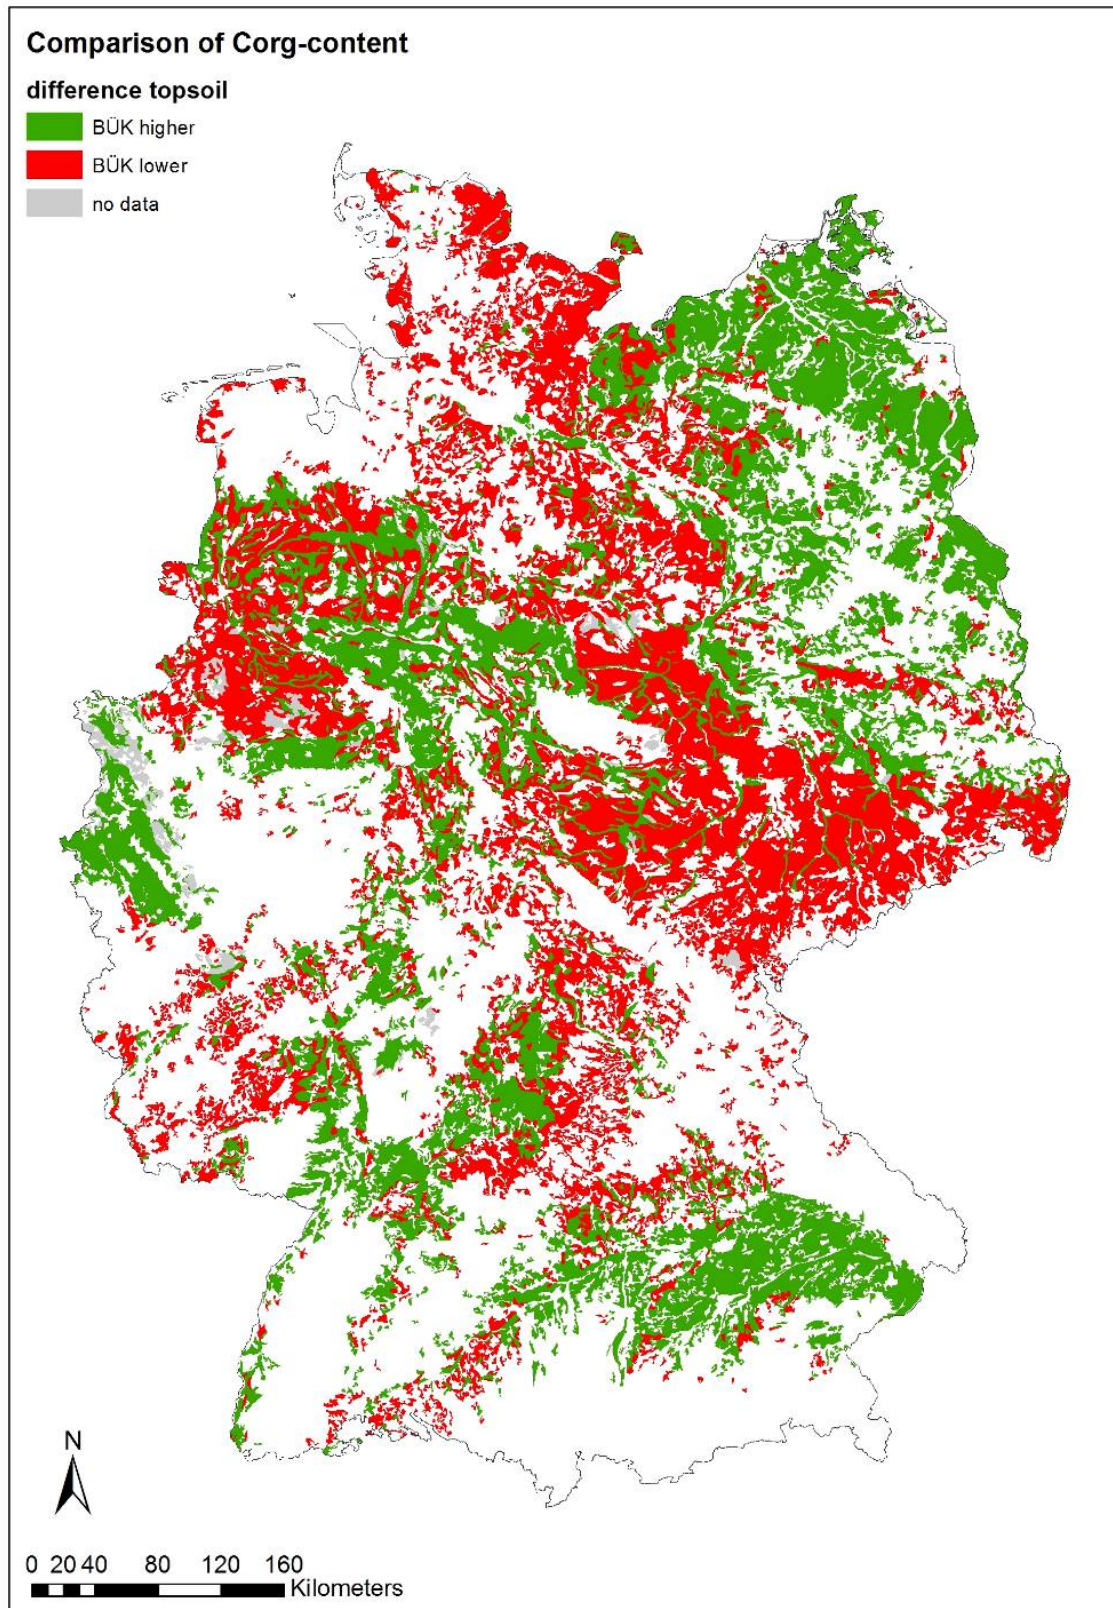 Comparison of Corg-content
difference topsoil
BÜK higher
BÜK lower
no data
N
0 20 40 80 120 160
Kilometers